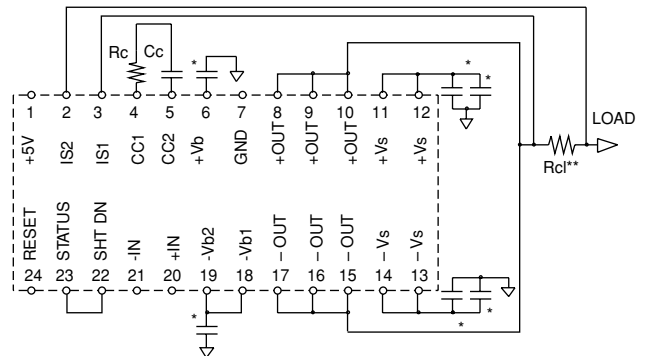 Rc
Cc
*
*
*
1
2
3
4
5
6
7
8
9
10
11
12
+5V
IS2
IS1
CC1
CC2
+Vb
GND
+OUT
+OUT
+OUT
+Vs
+Vs
LOAD
Rcl**
RESET
STATUS
SHT DN
-IN
+IN
-Vb2
-Vb1
– OUT
– OUT
– OUT
– Vs
– Vs
24
23
22
21
20
19
18
17
16
15
14
13
*
*
*